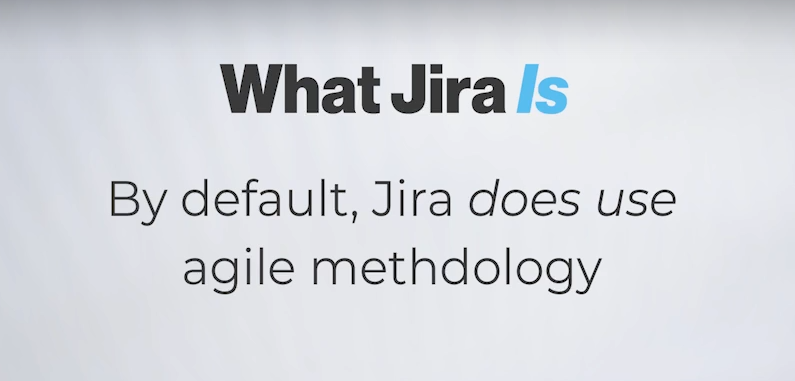 What Jira Is
By default, Jira does use
agile methdology